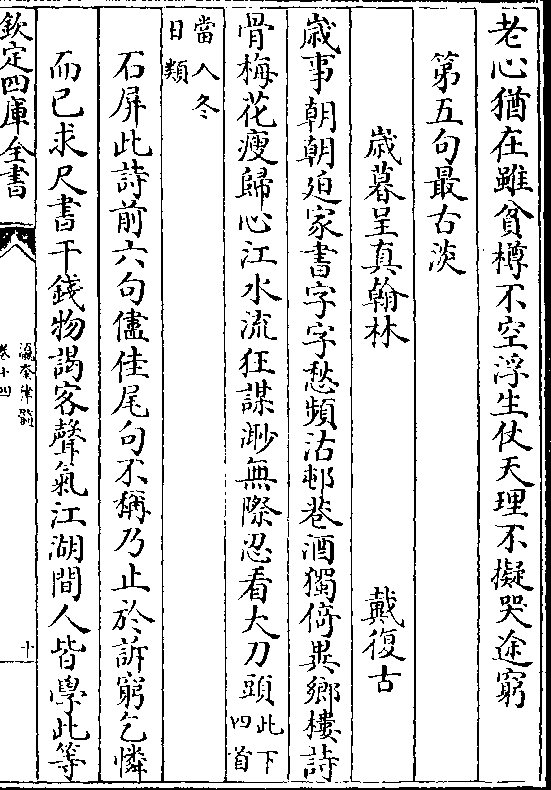 老心猶在雖貧樽不空浮生仗天理不擬哭途窮
第五句最古淡
歲暮呈真翰林　戴復古
歲事朝朝迫家書字字愁頻沽邨巷酒獨倚異鄉樓詩
骨梅花瘦歸心江水流狂謀渺無際忍看大刀頭此下四首
當入冬日類
石屏此詩前六句儘佳尾句不稱乃止於訴窮乞憐
而已求尺書干錢物謁客聲氣江湖間人皆學此等
欽定四庫全書
瀛奎律髓
卷十四
十